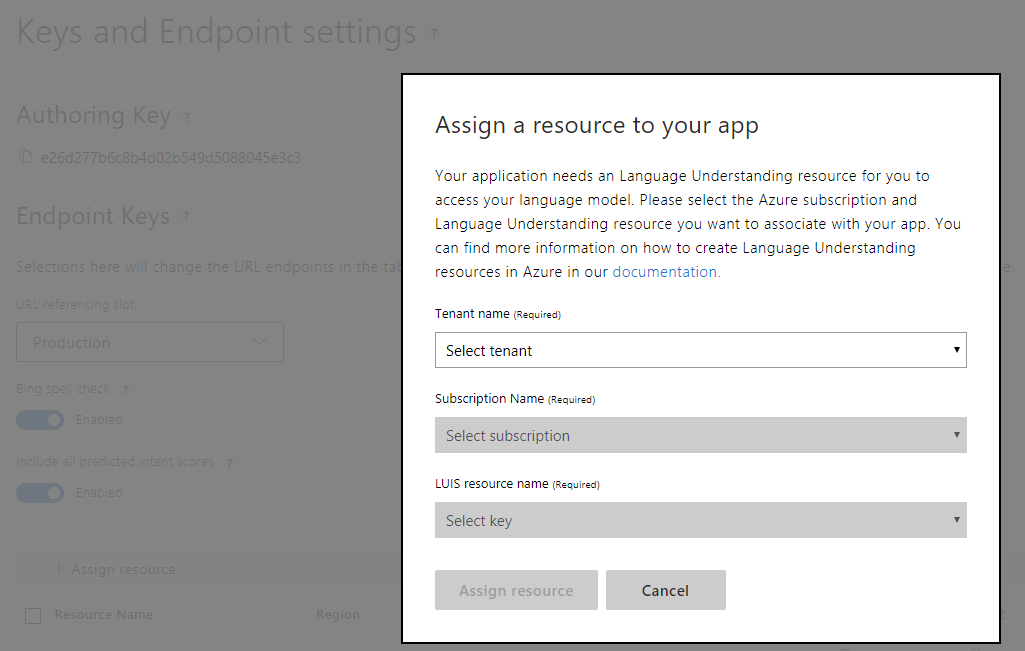 Keys and Endpoint settings ?
Authoring Key ?
e26d277b6c8b4d02b549d5088045e3c3
Endpoint Keys ?
Selections here will change the URL endpoints in the tab
e.
URL referencing slot
Production
Bing spell check ?
Enabled
Include all predicted intent scores ?
Enabled
+ Assign resource
Resource Name Region
Assign a resource to your app
Your application needs an Language Understanding resource for you to
access your language model. Please select the Azure subscription and
Language Understanding resource you want to associate with your app. You
can find more information on how to create Language Understanding
resources in Azure in our documentation.
Tenant name (Required)
Select tenant
Subscription Name (Required)
Select subscription
LUIS resource name (Required)
Select key
Assign resource Cancel